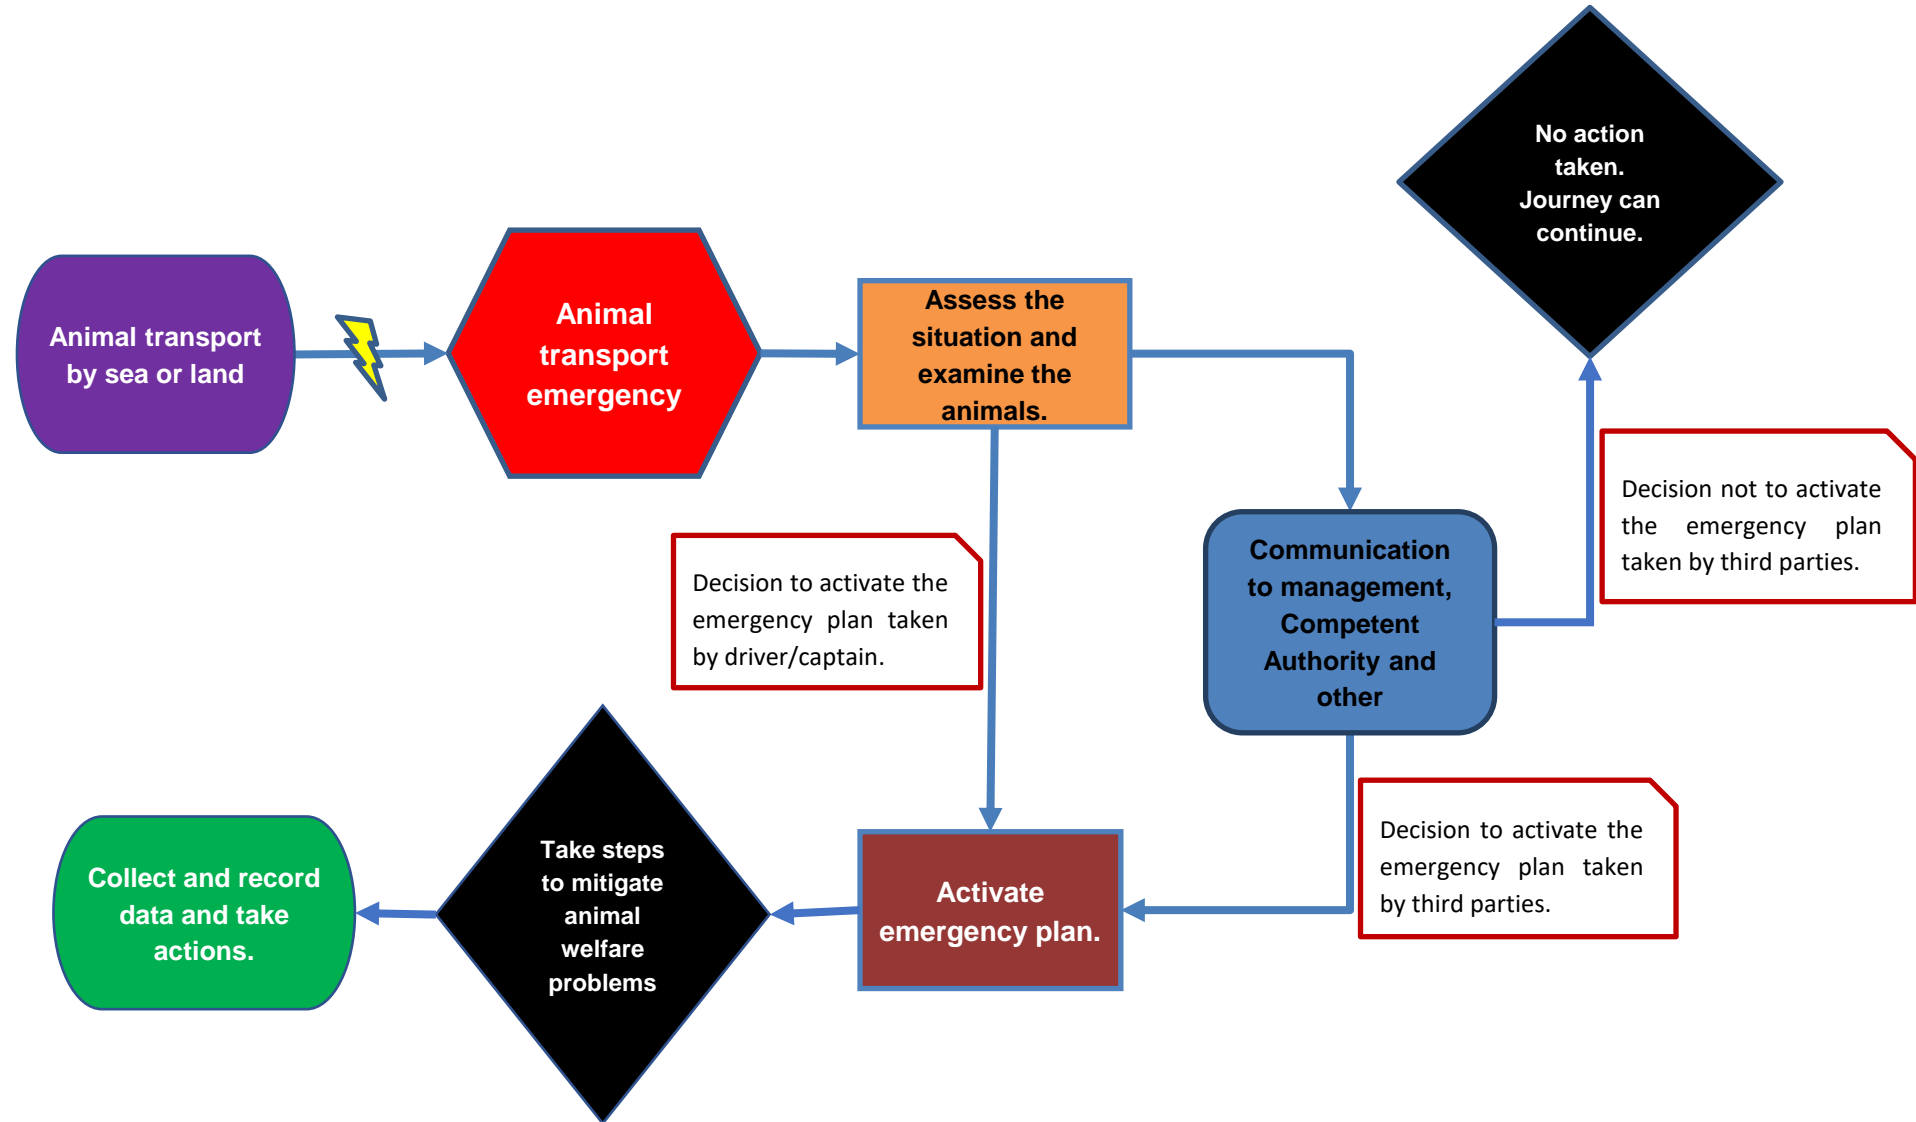 No action
taken.
Journey can
continue.
Animal transport
by sea or land
Animal
transport
emergency
Assess the
situation and
examine the
animals.
Decision not to activate
the emergency plan
taken by third parties.
Communication
to management,
Competent
Authority and
other
Decision to activate the
emergency plan taken
by driver/captain.
Decision to activate the
emergency plan taken
by third parties.
Activate
emergency plan.
Take steps
to mitigate
animal
welfare
problems
Collect and record
data and take
actions.